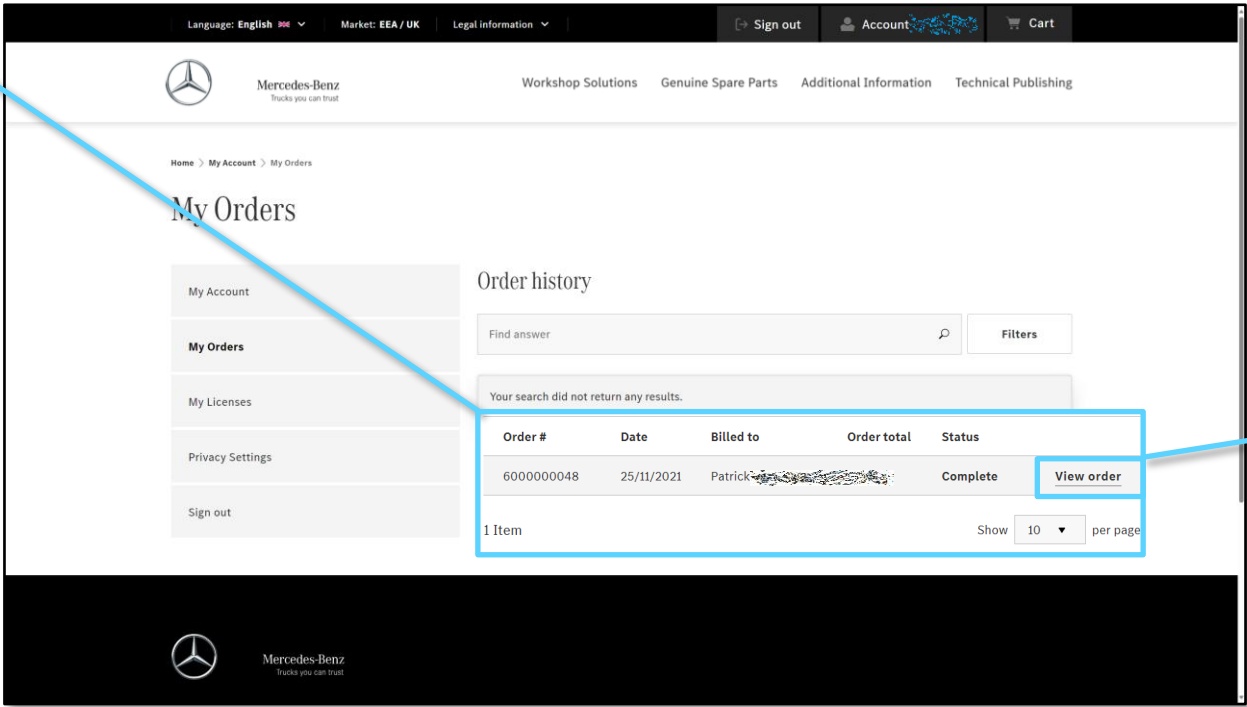 Language: English Market: EEA / UK Legal information Sign out Account Cart
Mercedes-Benz
Trucks you can trust
Workshop Solutions Genuine Spare Parts Additional Information Technical Publishing
Home > My Account > My Orders
My Orders
My Account
My Orders
My Licenses
Privacy Settings
Sign out
Order history
Find answer Filters
Your search did not return any results.
Order # Date Billed to Order total Status
6000000048 25/11/2021 Patrick Complete View order
1 Item Show 10 per page
Mercedes-Benz
Trucks you can trust